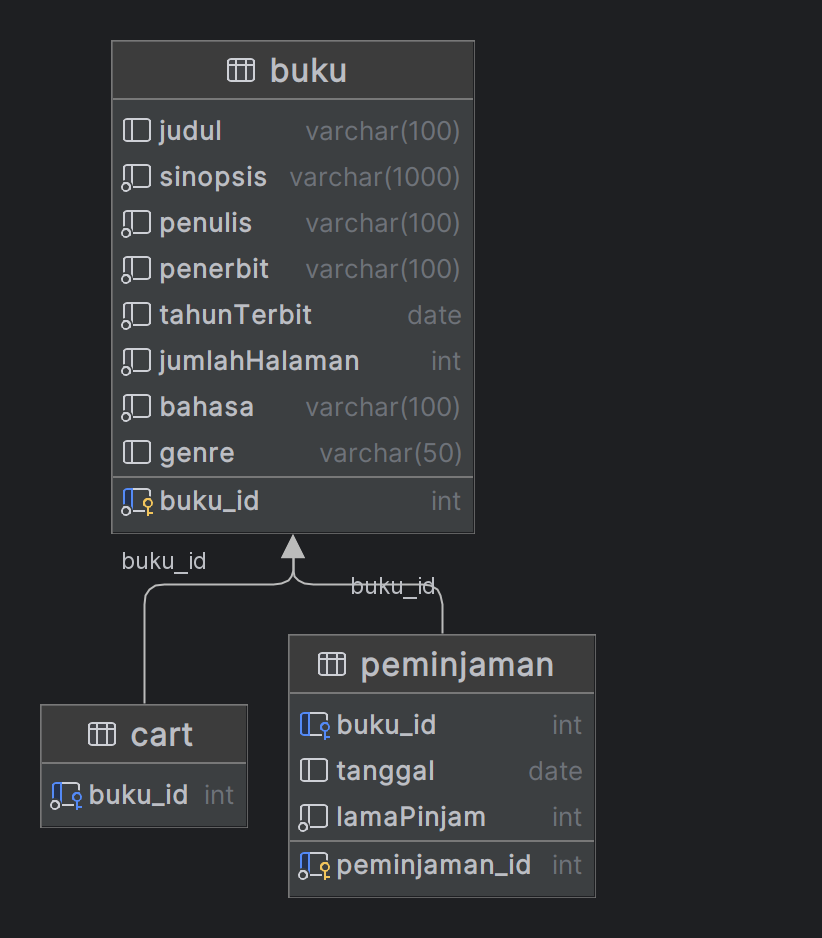 buku
judul varchar(100)
sinopsis varchar(1000)
penulis varchar(100)
penerbit varchar(100)
tahunTerbit date
jumlahHalaman int
bahasa varchar(100)
genre varchar(50)
buku_id int
buku_id
buku_id
peminjaman
buku_id int
tanggal date
lamaPinjam int
peminjaman_id int
cart
buku_id int